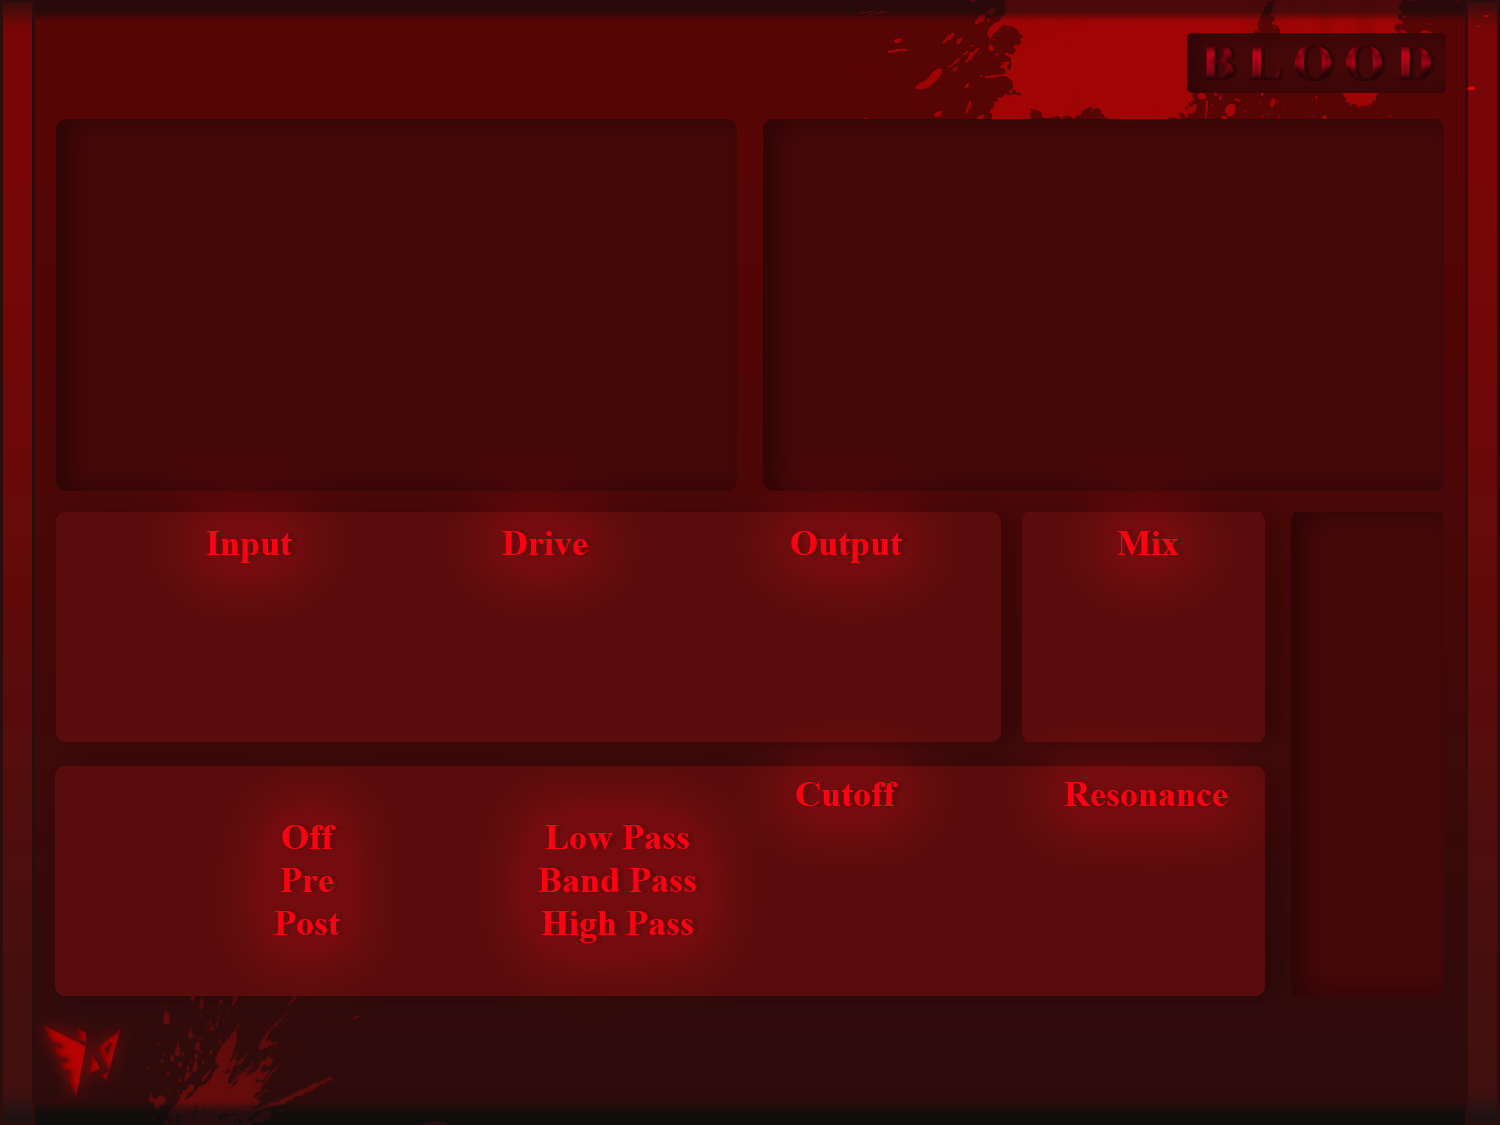 BLOOD
Input Drive Output Mix
Cutoff Resonance
Off Low Pass
Pre Band Pass
Post High Pass